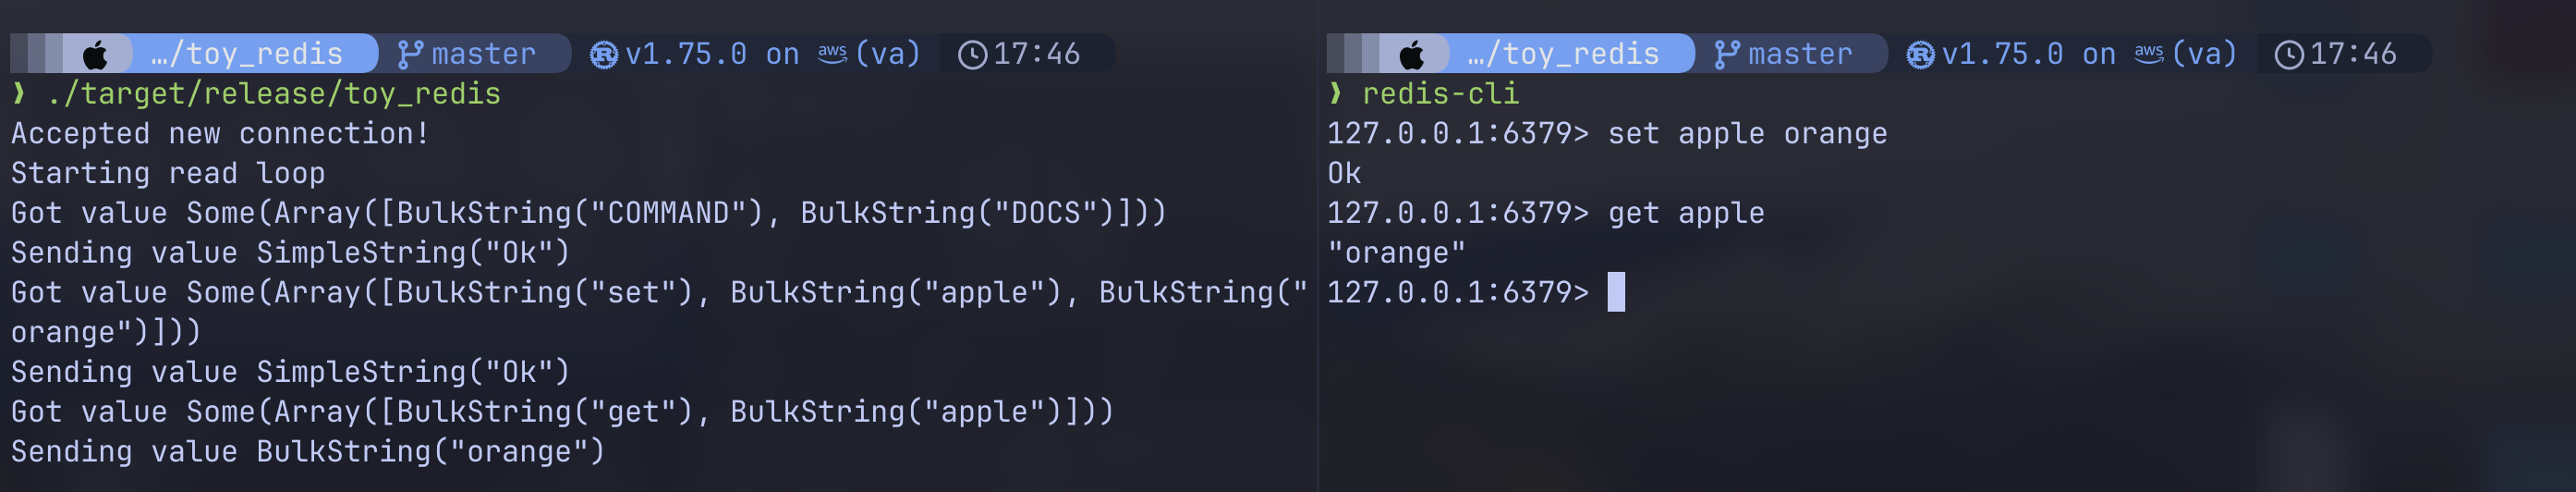 …/toy_redis master v1.75.0 on aws (va) 17:46
❯ ./target/release/toy_redis
Accepted new connection!
Starting read loop
Got value Some(Array([BulkString("COMMAND"), BulkString("DOCS")]))
Sending value SimpleString("Ok")
Got value Some(Array([BulkString("set"), BulkString("apple"), BulkString("
orange")]))
Sending value SimpleString("Ok")
Got value Some(Array([BulkString("get"), BulkString("apple")]))
Sending value BulkString("orange")
…/toy_redis master v1.75.0 on aws (va) 17:46
❯ redis-cli
127.0.0.1:6379> set apple orange
Ok
127.0.0.1:6379> get apple
"orange"
127.0.0.1:6379>